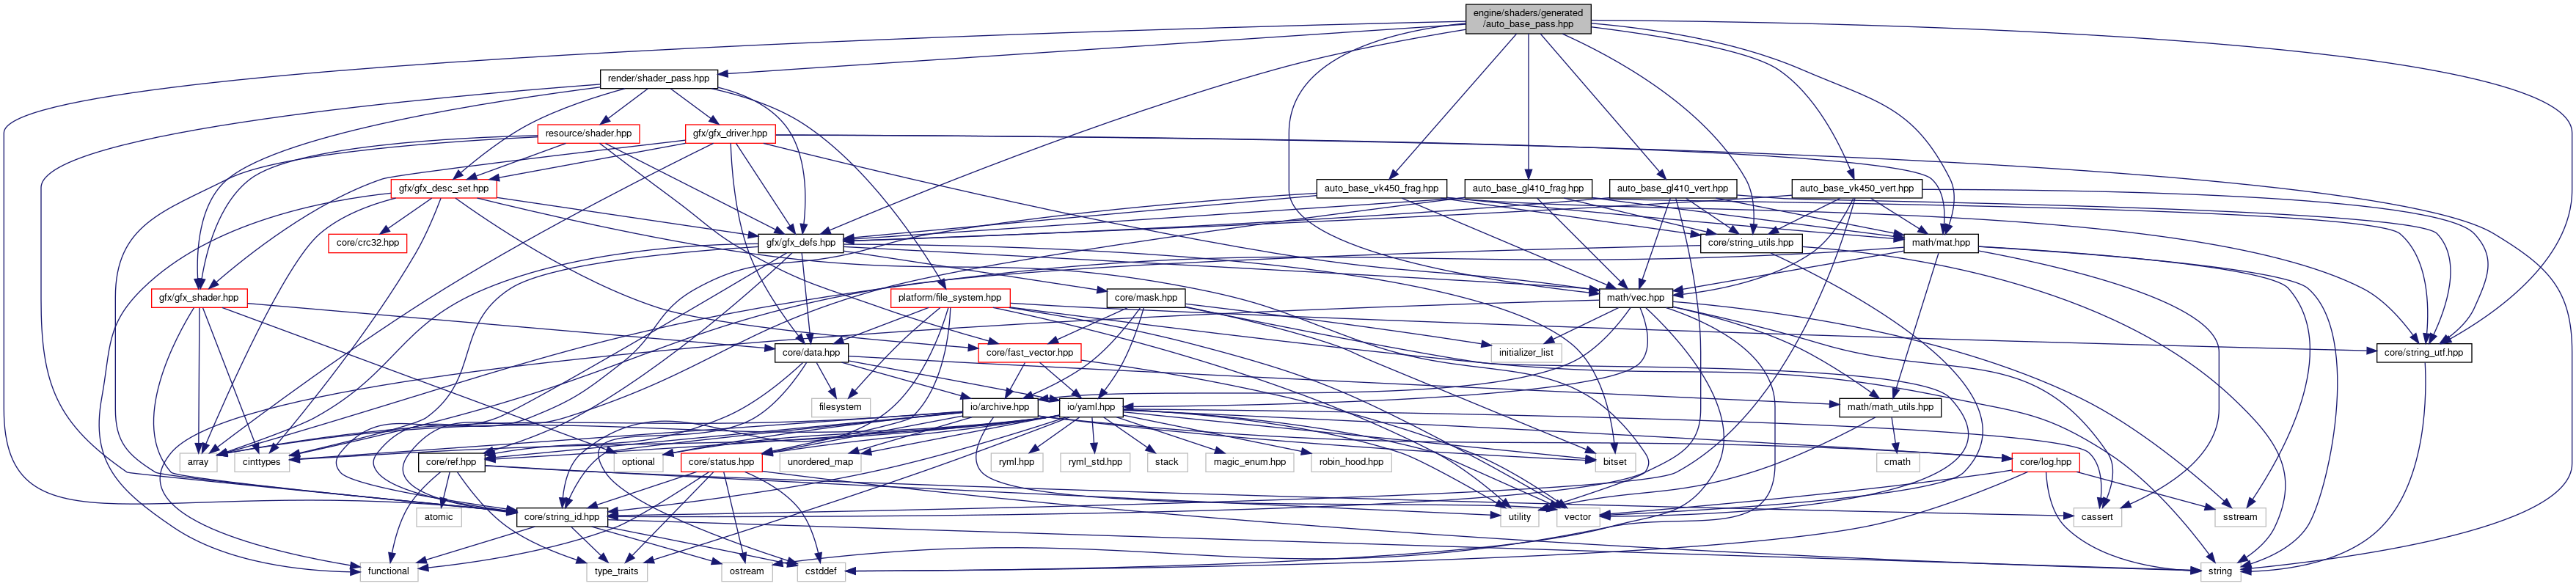 engine/shaders/generated
/auto_base_pass.hpp
render/shader_pass.hpp
resource/shader.hpp
gfx/gfx_driver.hpp
gfx/gfx_desc_set.hpp
auto_base_vk450_frag.hpp
auto_base_gl410_frag.hpp
auto_base_gl410_vert.hpp
auto_base_vk450_vert.hpp
core/crc32.hpp
gfx/gfx_defs.hpp
core/string_utils.hpp
math/mat.hpp
gfx/gfx_shader.hpp
platform/file_system.hpp
core/mask.hpp
math/vec.hpp
core/data.hpp
core/fast_vector.hpp
initializer_list
core/string_utf.hpp
filesystem
io/archive.hpp
io/yaml.hpp
math/math_utils.hpp
array
cinttypes
core/ref.hpp
optional
core/status.hpp
unordered_map
ryml.hpp
ryml_std.hpp
stack
magic_enum.hpp
robin_hood.hpp
bitset
cmath
core/log.hpp
atomic
core/string_id.hpp
utility
vector
cassert
sstream
functional
type_traits
ostream
cstddef
string